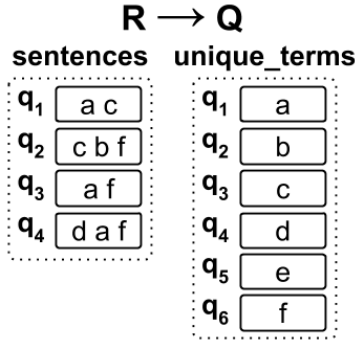 R → Q
sentences unique_terms
q1 a c
q2 c b f
q3 a f
q4 d a f
q1 a
q2 b
q3 c
q4 d
q5 e
q6 f